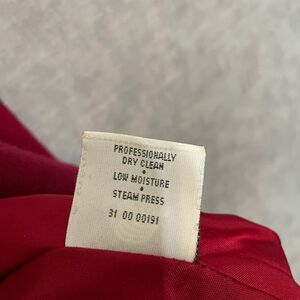 PROFESSIONALLY
DRY CLEAN
•
LOW MOISTURE
•
STEAM PRESS
31 00 00191